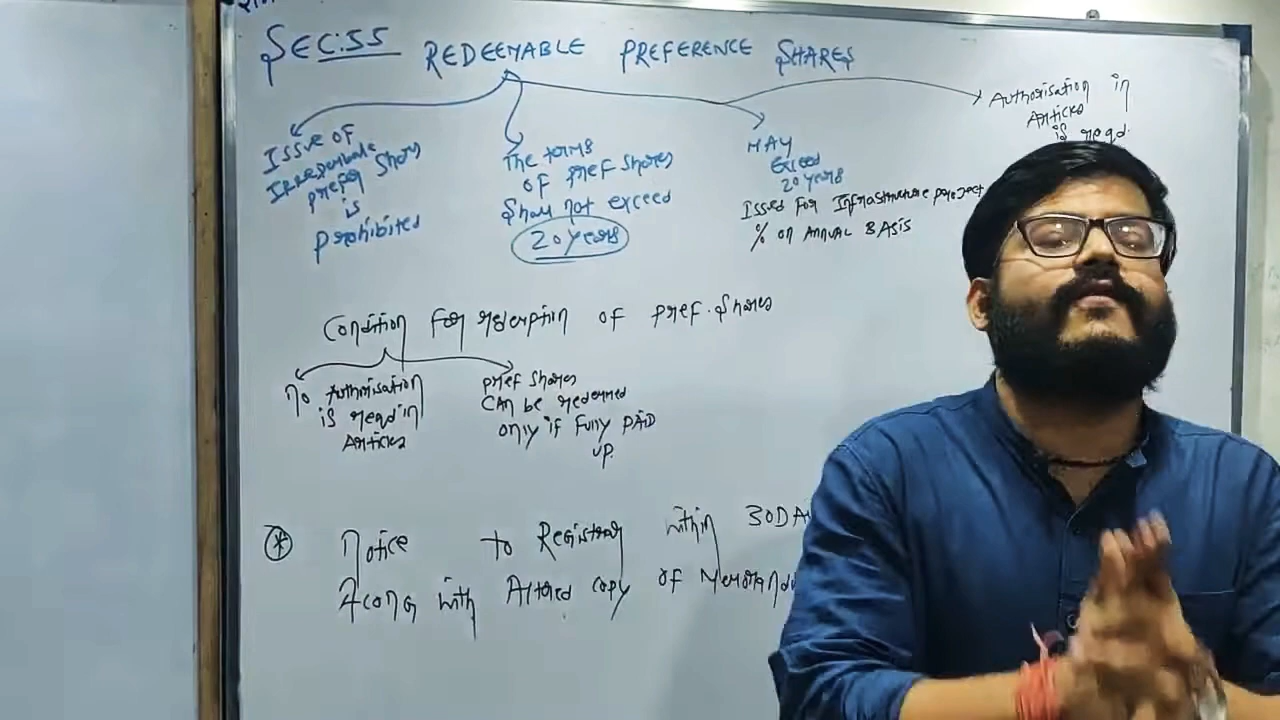 SEC:55 REDEEMABLE PREFERENCE SHARES
Issue of
Irredeemable
prefer Shares
is
prohibited
The terms
of pref shares
Shall not exceed
20 years
MAY
Exceed
20 years
Issued For Infrastructure project
% on ANNUAL BASIS
Authorisation in
Articles
is reqd.
Condition For redemption of Pref. Shares
no Authorisation
is reqd in
Articles
pref shares
CAN be redeemed
only if Fully PAID
up.
* Notice to Registrar within 30 DA
Along with Altered copy of Memorandu